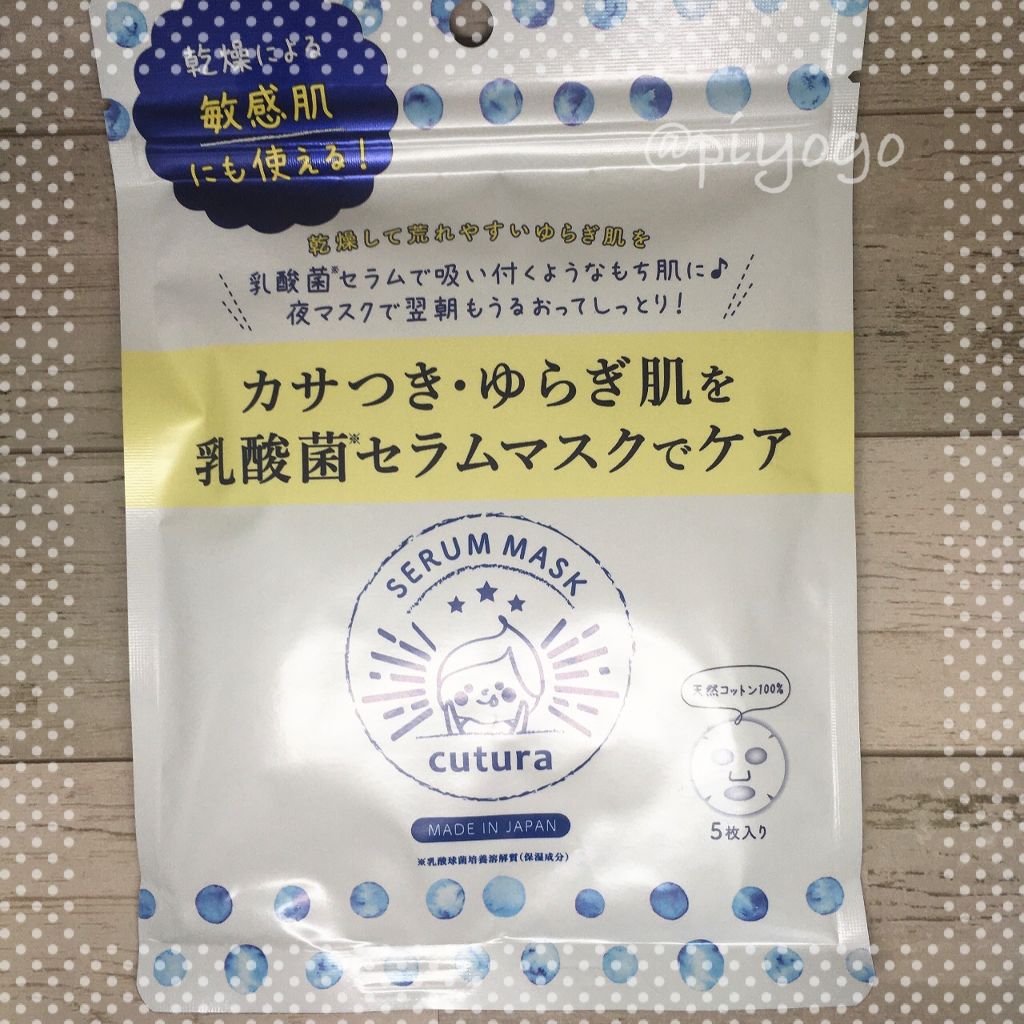 乾燥による
敏感肌
にも使える!
@piyogo
乾燥して荒れやすいゆらぎ肌を
乳酸菌※セラムで吸い付くようなもち肌に♪
夜マスクで翌朝もうるおってしっとり!
カサつき・ゆらぎ肌を
乳酸菌※セラムマスクでケア
SERUM MASK
cutura
天然コットン100%
5枚入り
MADE IN JAPAN
※乳酸球菌培養溶解質(保湿成分)